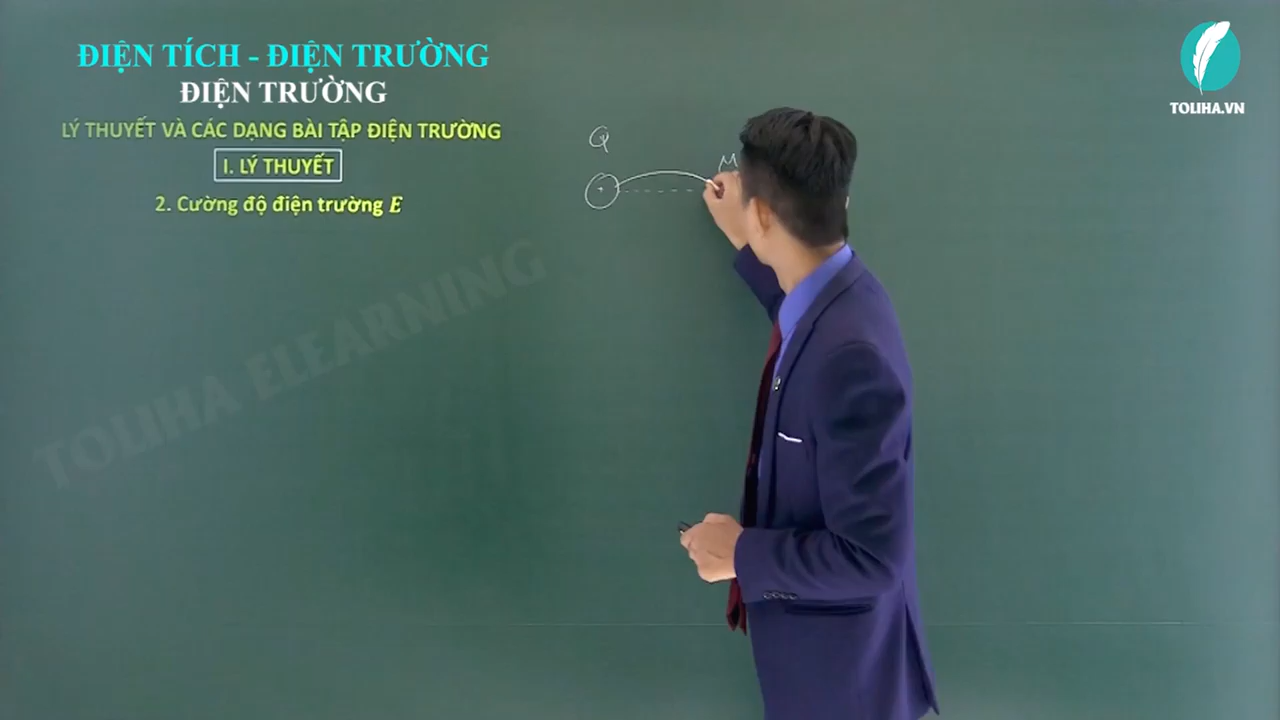 ĐIỆN TÍCH - ĐIỆN TRƯỜNG
ĐIỆN TRƯỜNG
LÝ THUYẾT VÀ CÁC DẠNG BÀI TẬP ĐIỆN TRƯỜNG
I. LÝ THUYẾT
2. Cường độ điện trường E
TOLIHA.VN
Q
M
+
TOLIHA ELEARNING